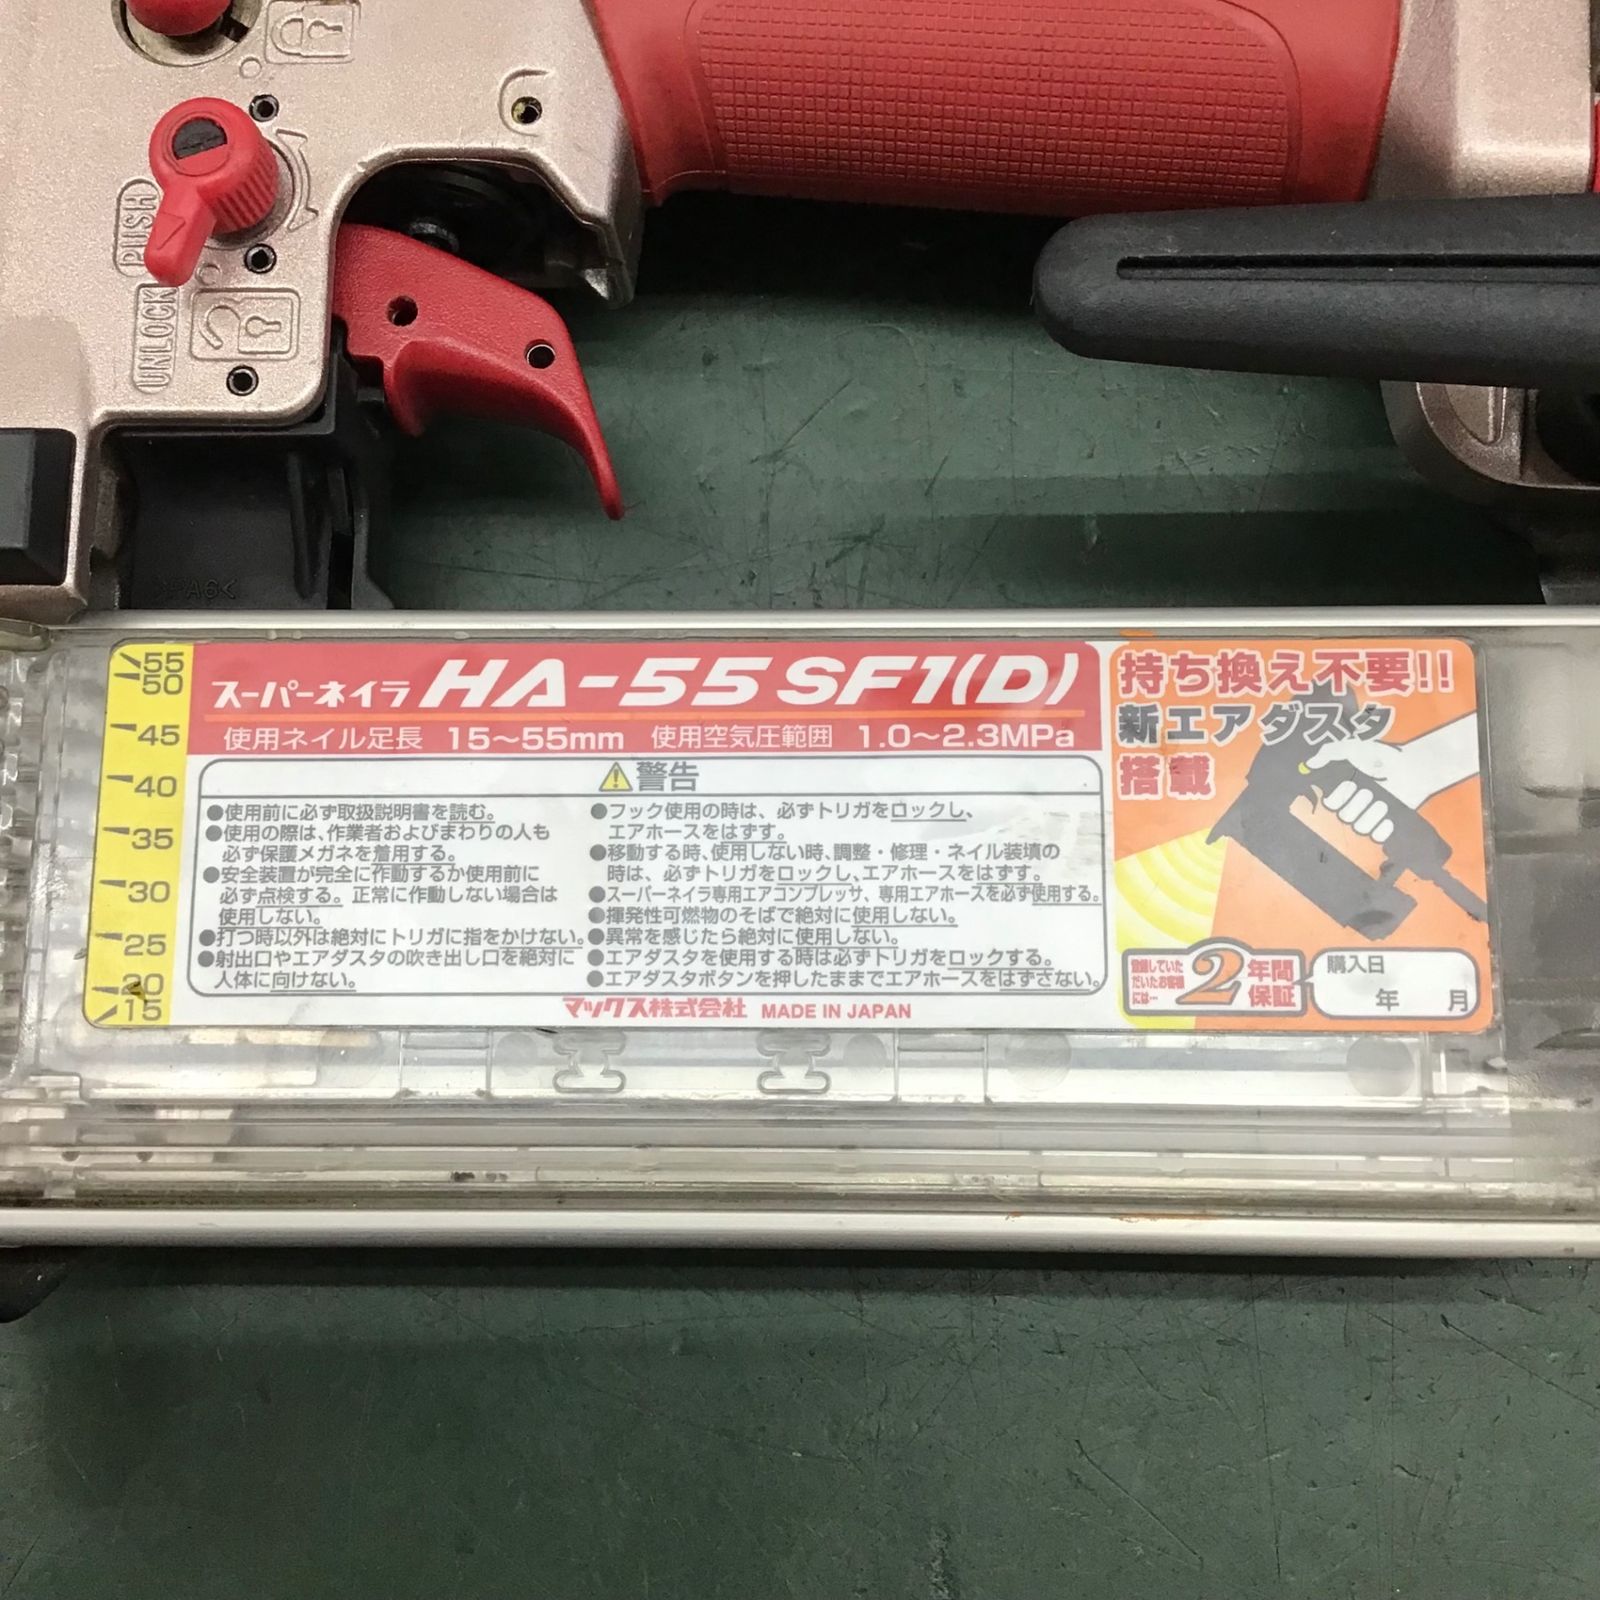 PUSH
UNLOCK
>PA6<
55
50
45
40
35
30
25
20
15
スーパーネイラ HA-55SF1(D)
使用ネイル足長 15〜55mm 使用空気圧範囲 1.0〜2.3MPa
警告
●使用前に必ず取扱説明書を読む。
●使用の際は、作業者およびまわりの人も
必ず保護メガネを着用する。
●安全装置が完全に作動するか使用前に
必ず点検する。正常に作動しない場合は
使用しない。
●打つ時以外は絶対にトリガに指をかけない。
●射出口やエアダスタの吹き出し口を絶対に
人体に向けない。
●フック使用の時は、必ずトリガをロックし、
エアホースをはずす。
●移動する時、使用しない時、調整・修理・ネイル装填の
時は、必ずトリガをロックし、エアホースをはずす。
●スーパーネイラ専用エアコンプレッサ、専用エアホースを必ず使用する。
●揮発性可燃物のそばで絶対に使用しない。
●異常を感じたら絶対に使用しない。
●エアダスタを使用する時は必ずトリガをロックする。
●エアダスタボタンを押したままでエアホースをはずさない。
マックス株式会社 MADE IN JAPAN
持ち換え不要!!
新エアダスタ
搭載
登録していた
だいたお客様
には…
2年間
保証
購入日
年 月